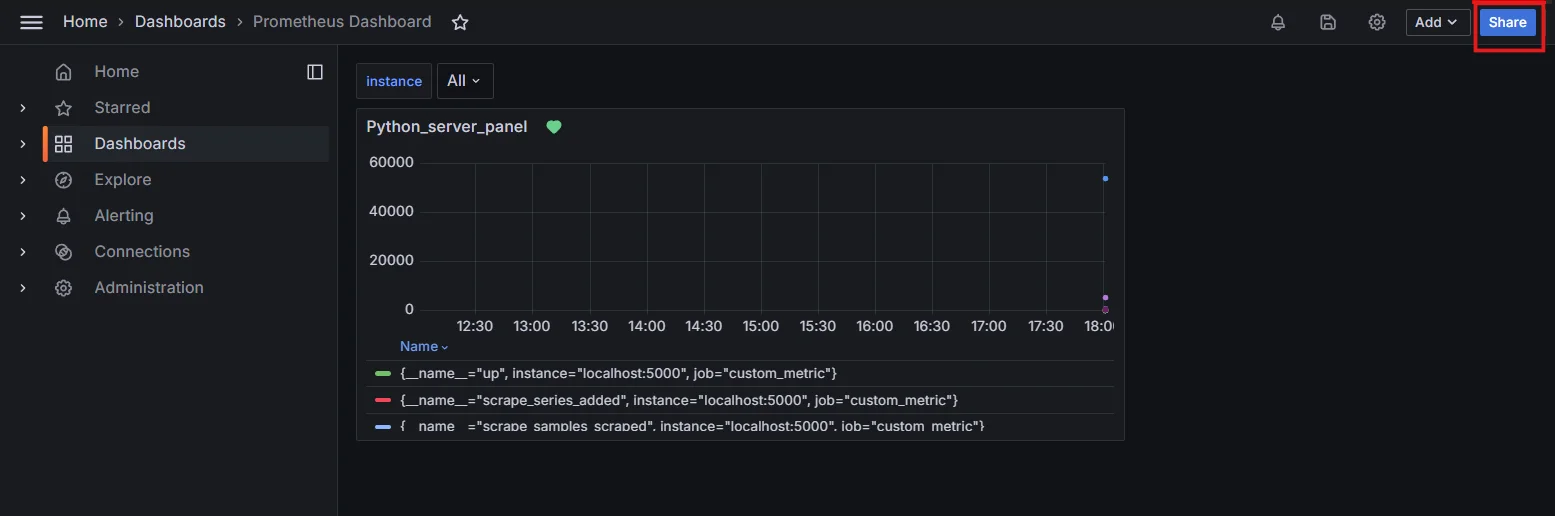 Home › Dashboards › Prometheus Dashboard
Add
Share
Home
Starred
Dashboards
Explore
Alerting
Connections
Administration
instance
All
Python_server_panel
60000
40000
20000
0
12:30 13:00 13:30 14:00 14:30 15:00 15:30 16:00 16:30 17:00 17:30 18:00
Name
{__name__="up", instance="localhost:5000", job="custom_metric"}
{__name__="scrape_series_added", instance="localhost:5000", job="custom_metric"}
{__name__="scrape_samples_scraped", instance="localhost:5000", job="custom_metric"}